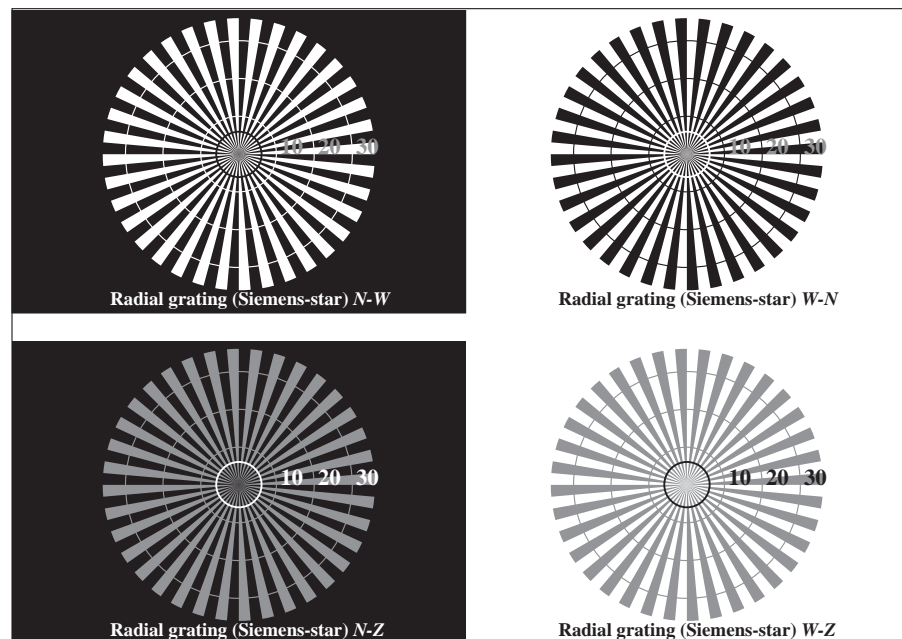 10 20 30
Radial grating (Siemens-star) N-W
10 20 30
Radial grating (Siemens-star) W-N
10 20 30
Radial grating (Siemens-star) N-Z
10 20 30
Radial grating (Siemens-star) W-Z